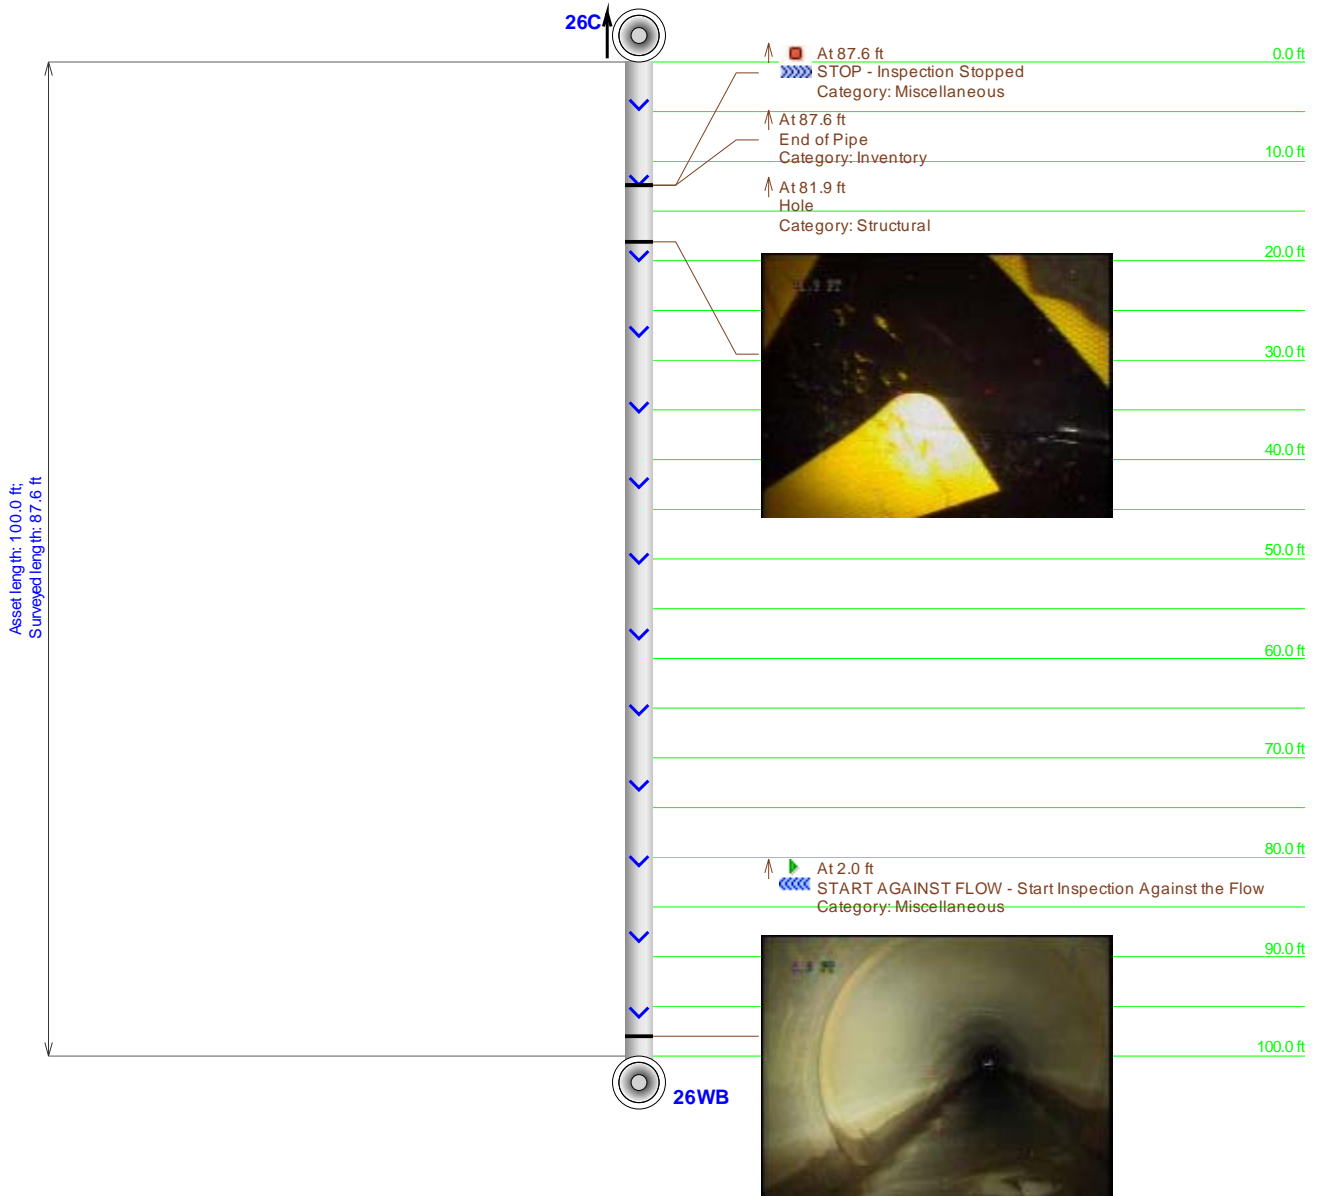 26C
At 87.6 ft
STOP - Inspection Stopped
Category: Miscellaneous
0.0 ft
At 87.6 ft
End of Pipe
Category: Inventory
10.0 ft
At 81.9 ft
Hole
Category: Structural
20.0 ft
30.0 ft
40.0 ft
Asset length: 100.0 ft;
Surveyed length: 87.6 ft
50.0 ft
60.0 ft
70.0 ft
80.0 ft
At 2.0 ft
START AGAINST FLOW - Start Inspection Against the Flow
Category: Miscellaneous
90.0 ft
100.0 ft
26WB